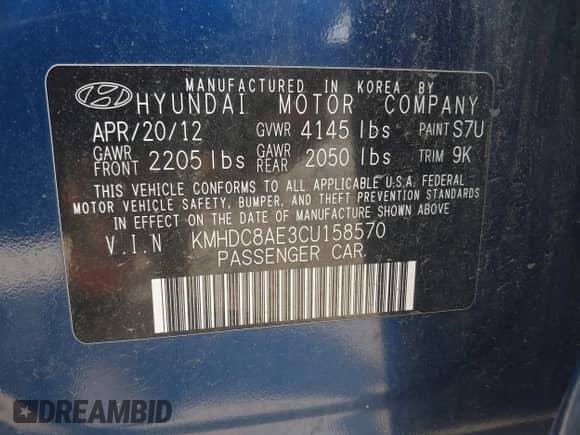 MANUFACTURED IN KOREA BY
HYUNDAI MOTOR COMPANY
APR/20/12 GVWR 4145 lbs PAINT S7U
GAWR FRONT 2205 lbs GAWR REAR 2050 lbs TRIM 9K
THIS VEHICLE CONFORMS TO ALL APPLICABLE U.S.A. FEDERAL
MOTOR VEHICLE SAFETY, BUMPER, AND THEFT PREVENTION STANDARDS
IN EFFECT ON THE DATE OF MANUFACTURE SHOWN ABOVE
V.I.N KMHDC8AE3CU158570
PASSENGER CAR
DREAMBID